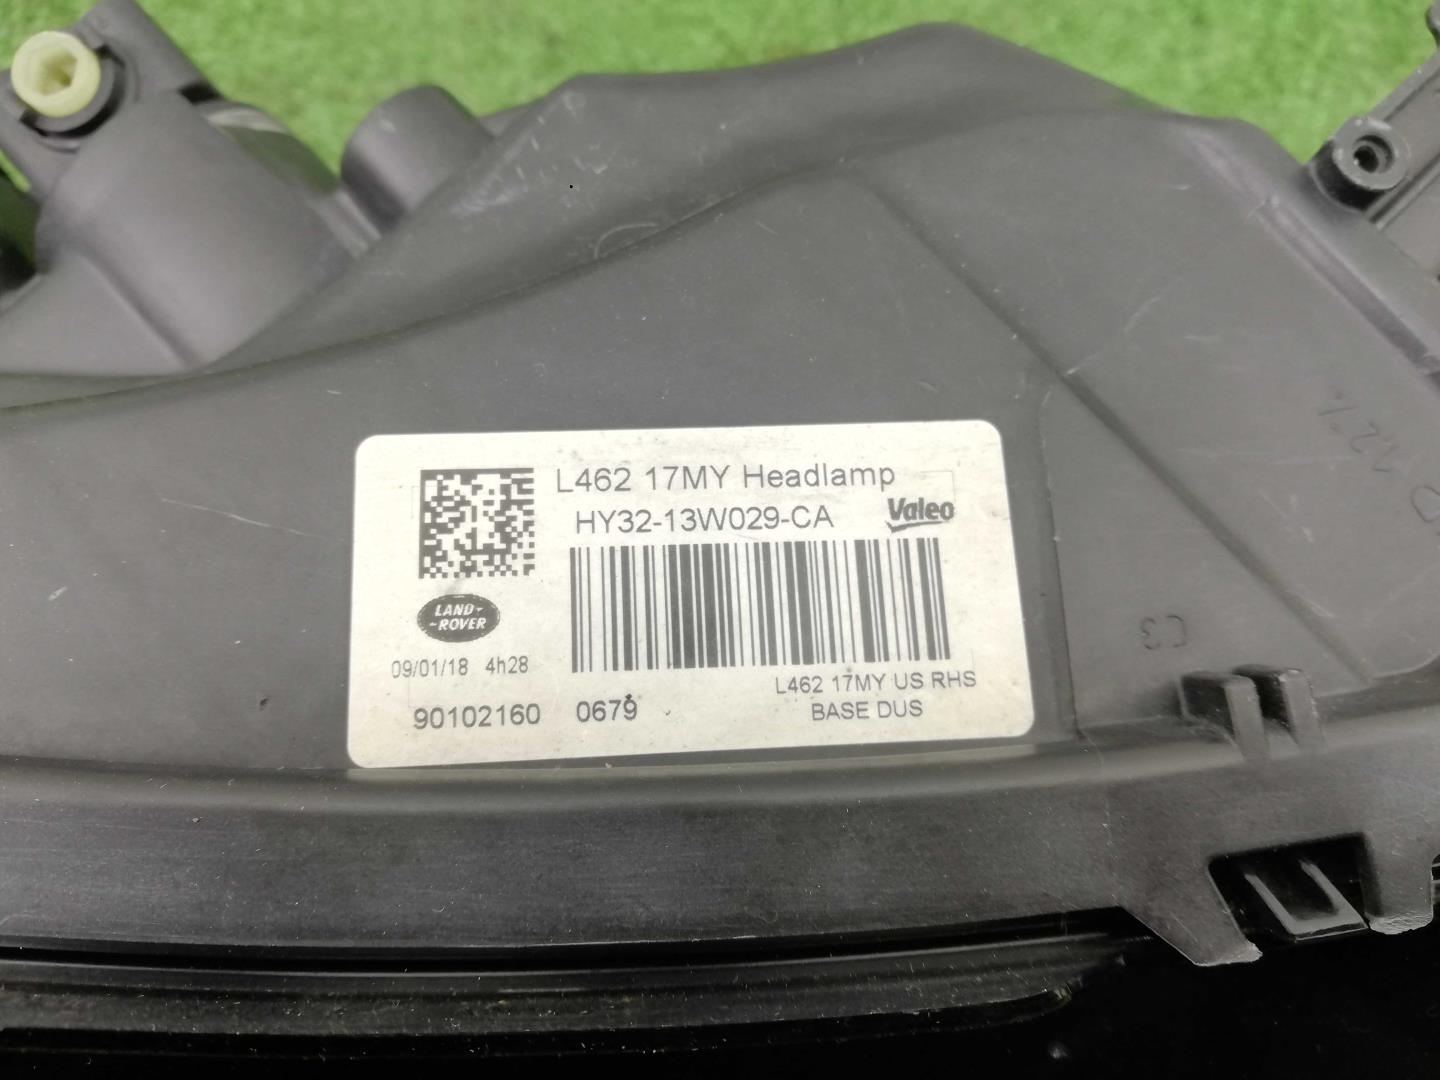 L462 17MY Headlamp
HY32-13W029-CA
Valeo
LAND-
-ROVER
09/01/18 4h28
L462 17MY US RHS
90102160 0679
BASE DUS
C3